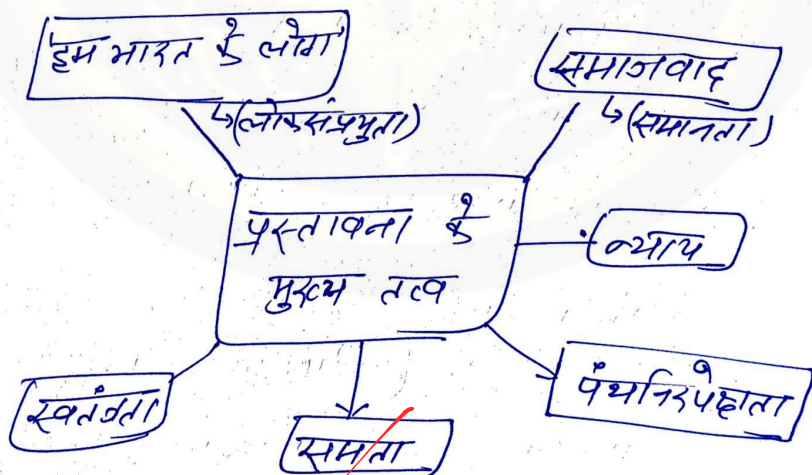 'हम भारत के लोग'
↳(लोकसंप्रभुता)
समाजवाद
↳(समानता)
प्रस्तावना के
मुख्य तत्व
न्याय
पंथनिरपेक्षता
समता
स्वतंत्रता